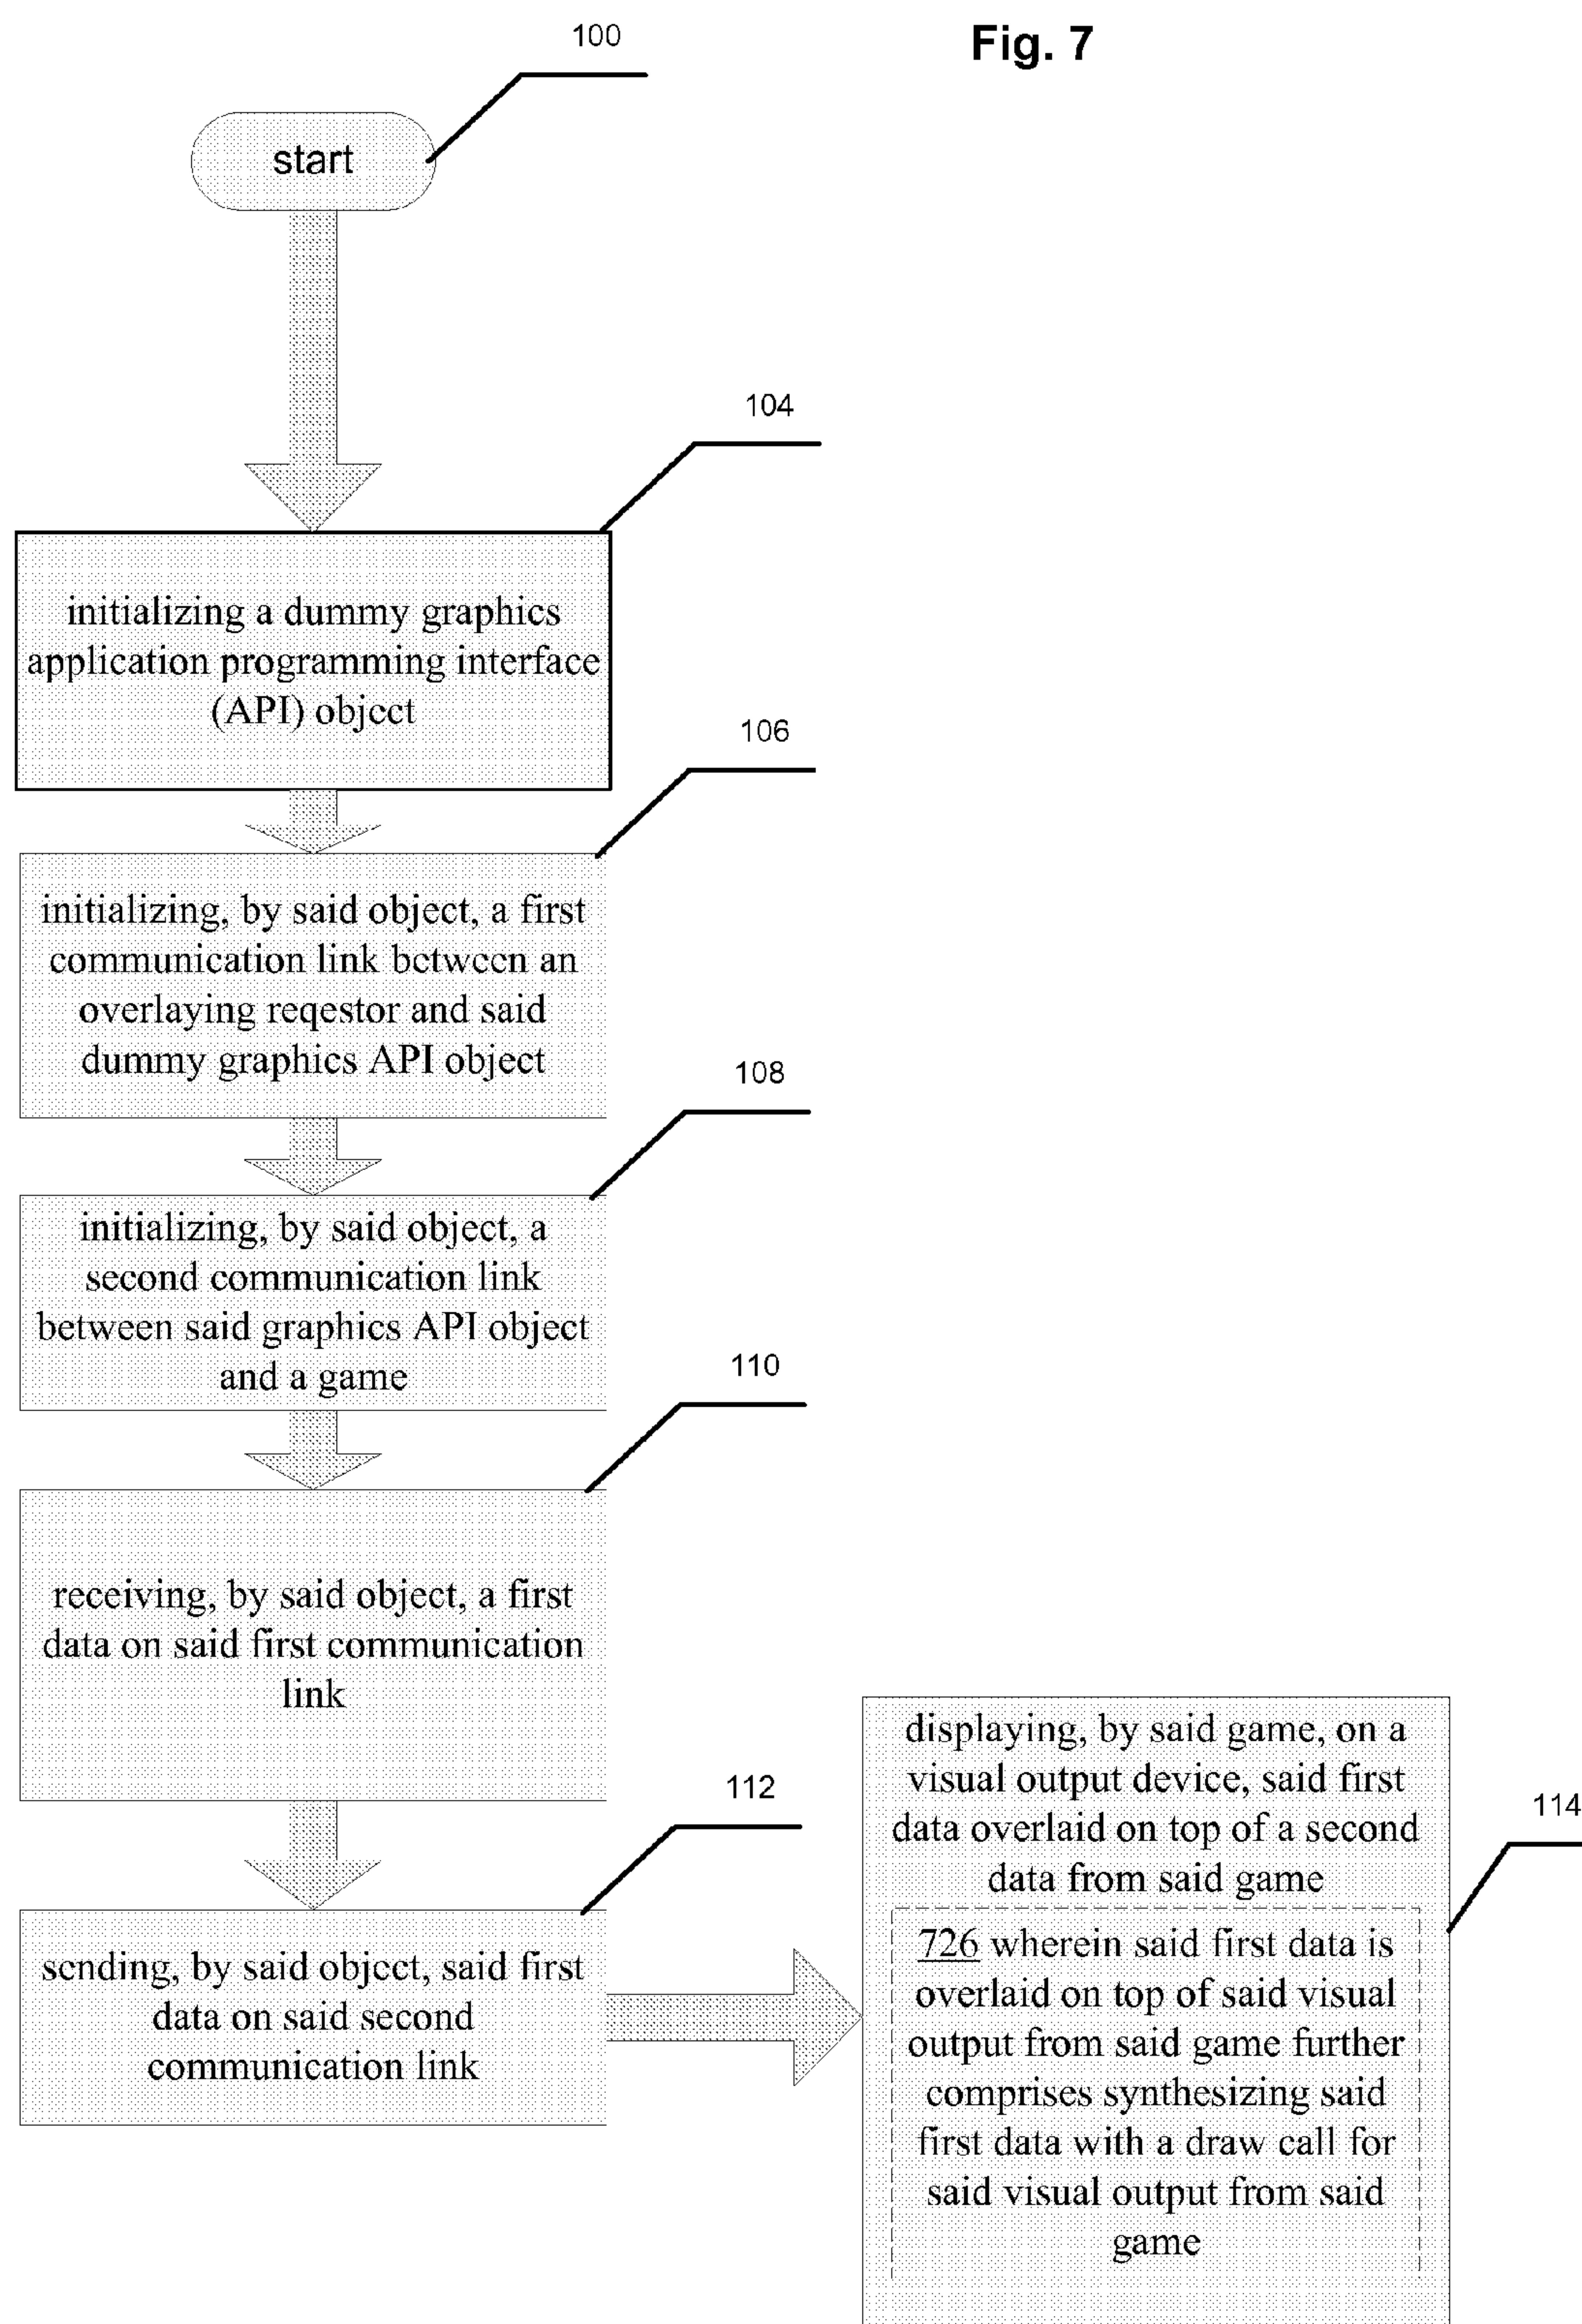 Fig. 7
100
start
104
initializing a dummy graphics
application programming interface
(API) object
106
initializing, by said object, a first
communication link between an
overlaying reqestor and said
dummy graphics API object
108
initializing, by said object, a
second communication link
between said graphics API object
and a game
110
receiving, by said object, a first
data on said first communication
link
112
sending, by said object, said first
data on said second
communication link
114
displaying, by said game, on a
visual output device, said first
data overlaid on top of a second
data from said game
726 wherein said first data is
overlaid on top of said visual
output from said game further
comprises synthesizing said
first data with a draw call for
said visual output from said
game